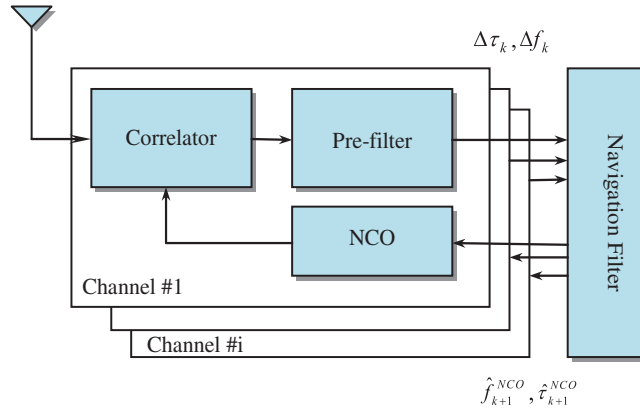 Δτ_k, Δf_k
Correlator
Pre-filter
NCO
Navigation Filter
Channel #1
Channel #i
f̂_{k+1}^{NCO}, τ̂_{k+1}^{NCO}